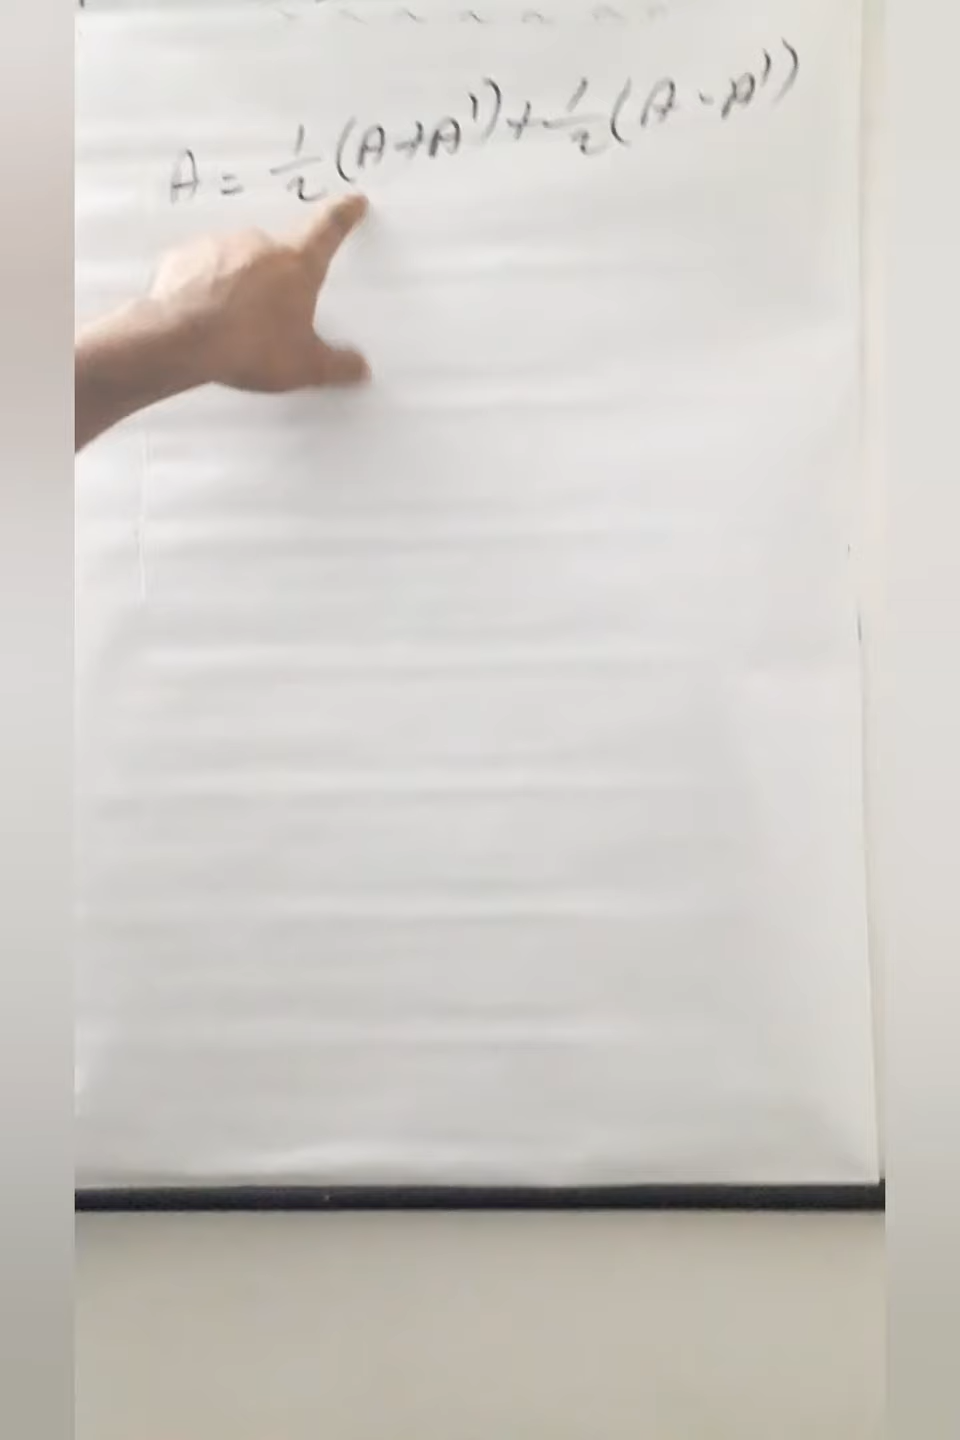 A = 1/2 (A+A') + 1/2 (A - A')